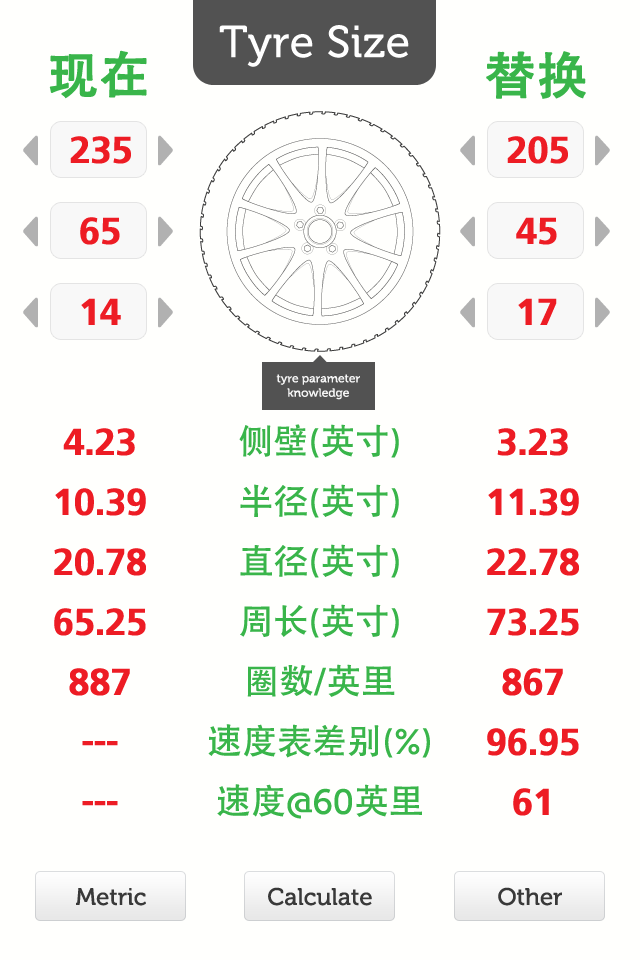 Tyre Size
现在
替换
235
205
65
45
14
17
tyre parameter
knowledge
4.23 侧壁(英寸) 3.23
10.39 半径(英寸) 11.39
20.78 直径(英寸) 22.78
65.25 周长(英寸) 73.25
887 圈数/英里 867
--- 速度表差别(%) 96.95
--- 速度@60英里 61
Metric Calculate Other